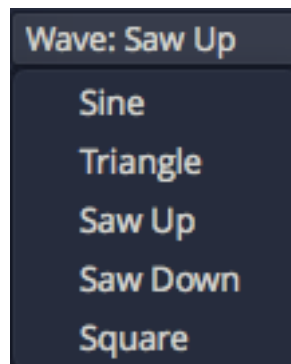 Wave: Saw Up
Sine
Triangle
Saw Up
Saw Down
Square